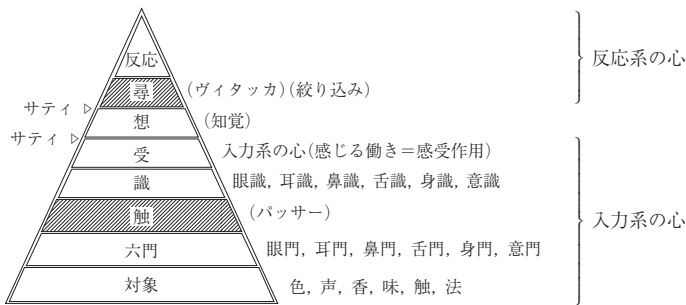 反応
反応系の心
尋 (ヴィタッカ)(絞り込み)
サティ
想 (知覚)
サティ
受 入力系の心(感じる働き=感受作用)
識 眼識, 耳識, 鼻識, 舌識, 身識, 意識
触 (パッサー)
入力系の心
六門 眼門, 耳門, 鼻門, 舌門, 身門, 意門
対象 色, 声, 香, 味, 触, 法